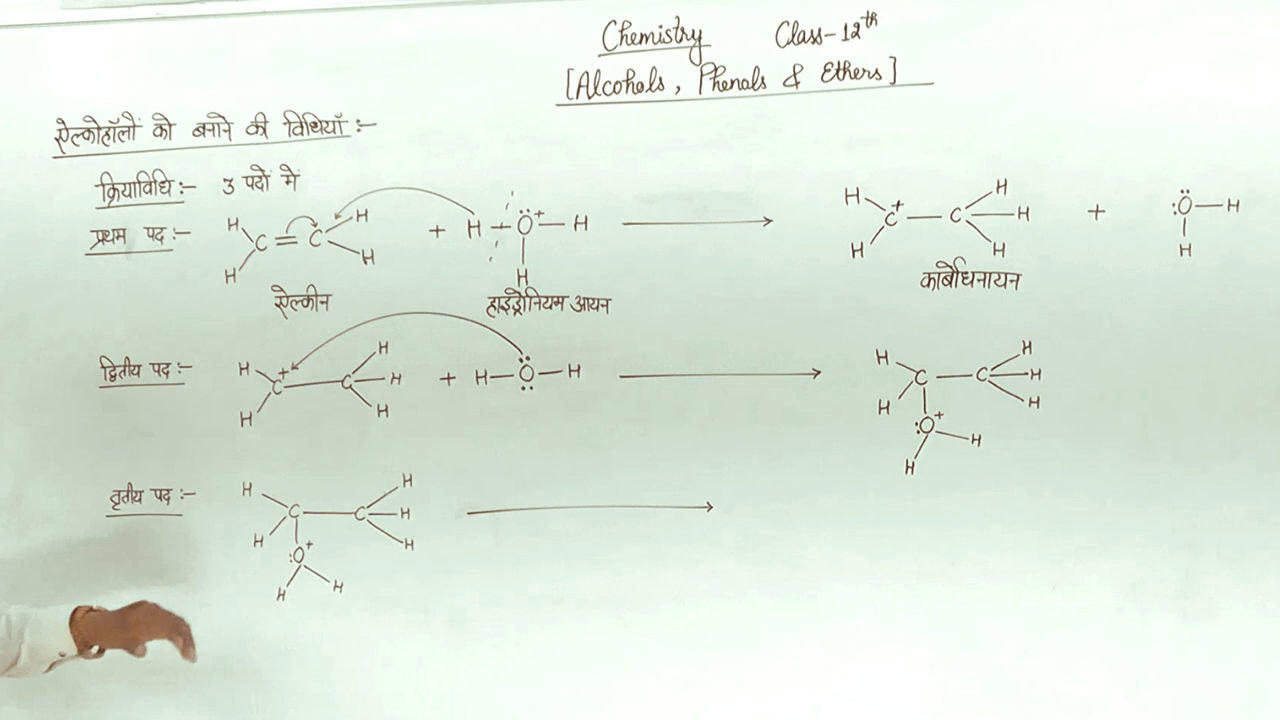 Chemistry Class-12th
[Alcohols, Phenols & Ethers]
ऐल्कोहॉलों को बनाने की विधियाँ :-
क्रियाविधि :- 3 पदों में
प्रथम पद :- H H C = C H H + H - O+ - H H → H H C+ - C H H H + :Ö - H H
ऐल्कीन हाइड्रोनियम आयन कार्बोधनायन
द्वितीय पद :- H H C+ - C H H H + H - Ö - H → H H C - C H H H :O+ H H
तृतीय पद :- H H C - C H H H :O+ H H →